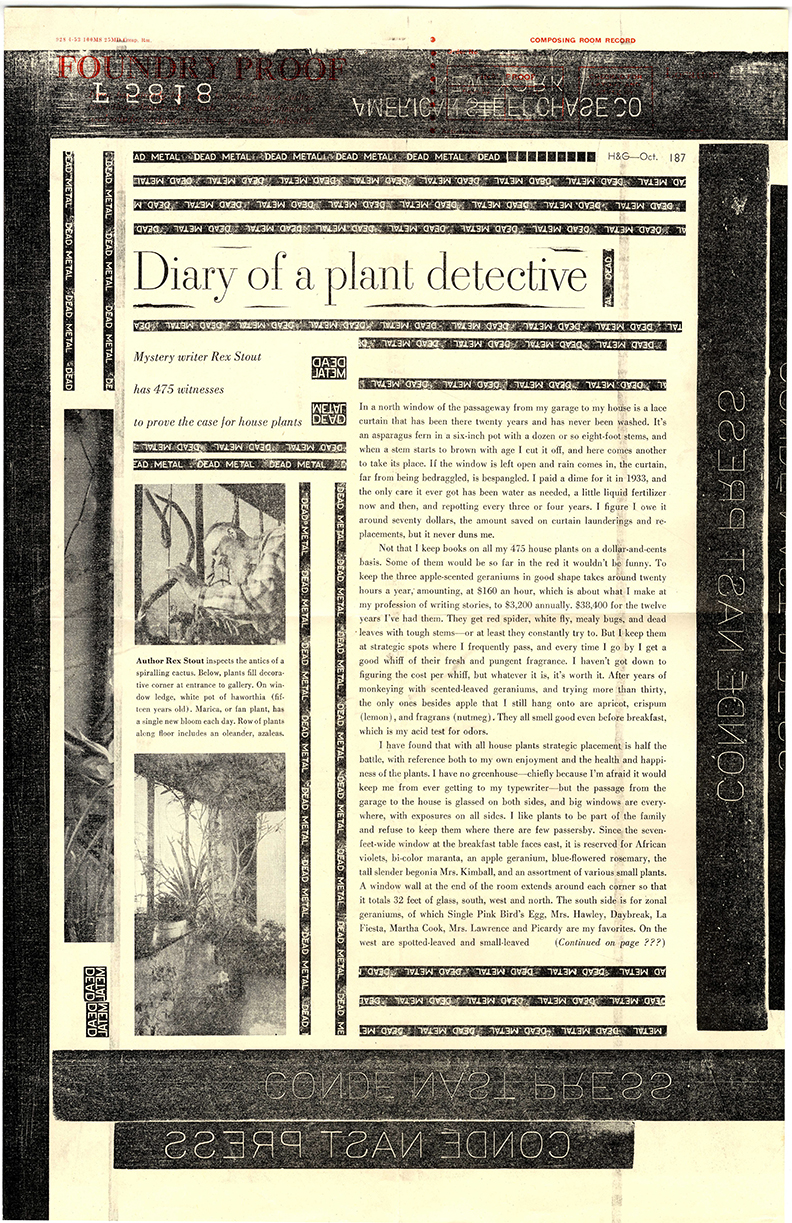 928 4-53 100MS 25MD Group. Mac.
3
COMPOSING ROOM RECORD
FOUNDRY PROOF
F 5818
PROOF
AMERICAN STEEL CHASE CO
NEW YORK
AD METAL DEAD METAL DEAD METAL DEAD METAL DEAD
H&G—Oct. 187
Diary of a plant detective
Mystery writer Rex Stout
has 475 witnesses
to prove the case for house plants
DEAD
METAL
METAL
DEAD
In a north window of the passageway from my garage to my house is a lace
curtain that has been there twenty years and has never been washed. It's
an asparagus fern in a six-inch pot with a dozen or so eight-foot stems, and
when a stem starts to brown with age I cut it off, and here comes another
to take its place. If the window is left open and rain comes in, the curtain,
far from being bedraggled, is bespangled. I paid a dime for it in 1933, and
the only care it ever got has been water as needed, a little liquid fertilizer
now and then, and repotting every three or four years. I figure I owe it
around seventy dollars, the amount saved on curtain launderings and re-
placements, but it never duns me.
Not that I keep books on all my 475 house plants on a dollar-and-cents
basis. Some of them would be so far in the red it wouldn't be funny. To
keep the three apple-scented geraniums in good shape takes around twenty
hours a year, amounting, at $160 an hour, which is about what I make at
my profession of writing stories, to $3,200 annually. $38,400 for the twelve
years I've had them. They get red spider, white fly, mealy bugs, and dead
leaves with tough stems—or at least they constantly try to. But I keep them
at strategic spots where I frequently pass, and every time I go by I get a
good whiff of their fresh and pungent fragrance. I haven't got down to
figuring the cost per whiff, but whatever it is, it's worth it. After years of
monkeying with scented-leaved geraniums, and trying more than thirty,
the only ones besides apple that I still hang onto are apricot, crispum
(lemon), and fragrans (nutmeg). They all smell good even before breakfast,
which is my acid test for odors.
I have found that with all house plants strategic placement is half the
battle, with reference both to my own enjoyment and the health and happi-
ness of the plants. I have no greenhouse—chiefly because I'm afraid it would
keep me from ever getting to my typewriter—but the passage from the
garage to the house is glassed on both sides, and big windows are every-
where, with exposures on all sides. I like plants to be part of the family
and refuse to keep them where there are few passersby. Since the seven-
feet-wide window at the breakfast table faces east, it is reserved for African
violets, bi-color maranta, an apple geranium, blue-flowered rosemary, the
tall slender begonia Mrs. Kimball, and an assortment of various small plants.
A window wall at the end of the room extends around each corner so that
it totals 32 feet of glass, south, west and north. The south side is for zonal
geraniums, of which Single Pink Bird's Egg, Mrs. Hawley, Daybreak, La
Fiesta, Martha Cook, Mrs. Lawrence and Picardy are my favorites. On the
west are spotted-leaved and small-leaved (Continued on page ???)
Author Rex Stout inspects the antics of a
spiralling cactus. Below, plants fill decora-
tive corner at entrance to gallery. On win-
dow ledge, white pot of haworthia (fif-
teen years old). Marica, or fan plant, has
a single new bloom each day. Row of plants
along floor includes an oleander, azaleas.
CONDE NAST PRESS
CONDE NAST PRESS
CONDE NAST PRESS